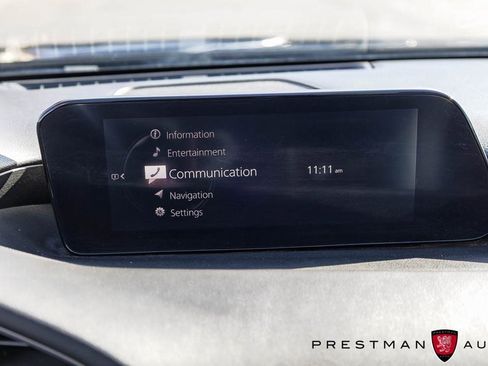 Information
Entertainment
Communication
11:11 am
Navigation
Settings
PRESTMAN AU